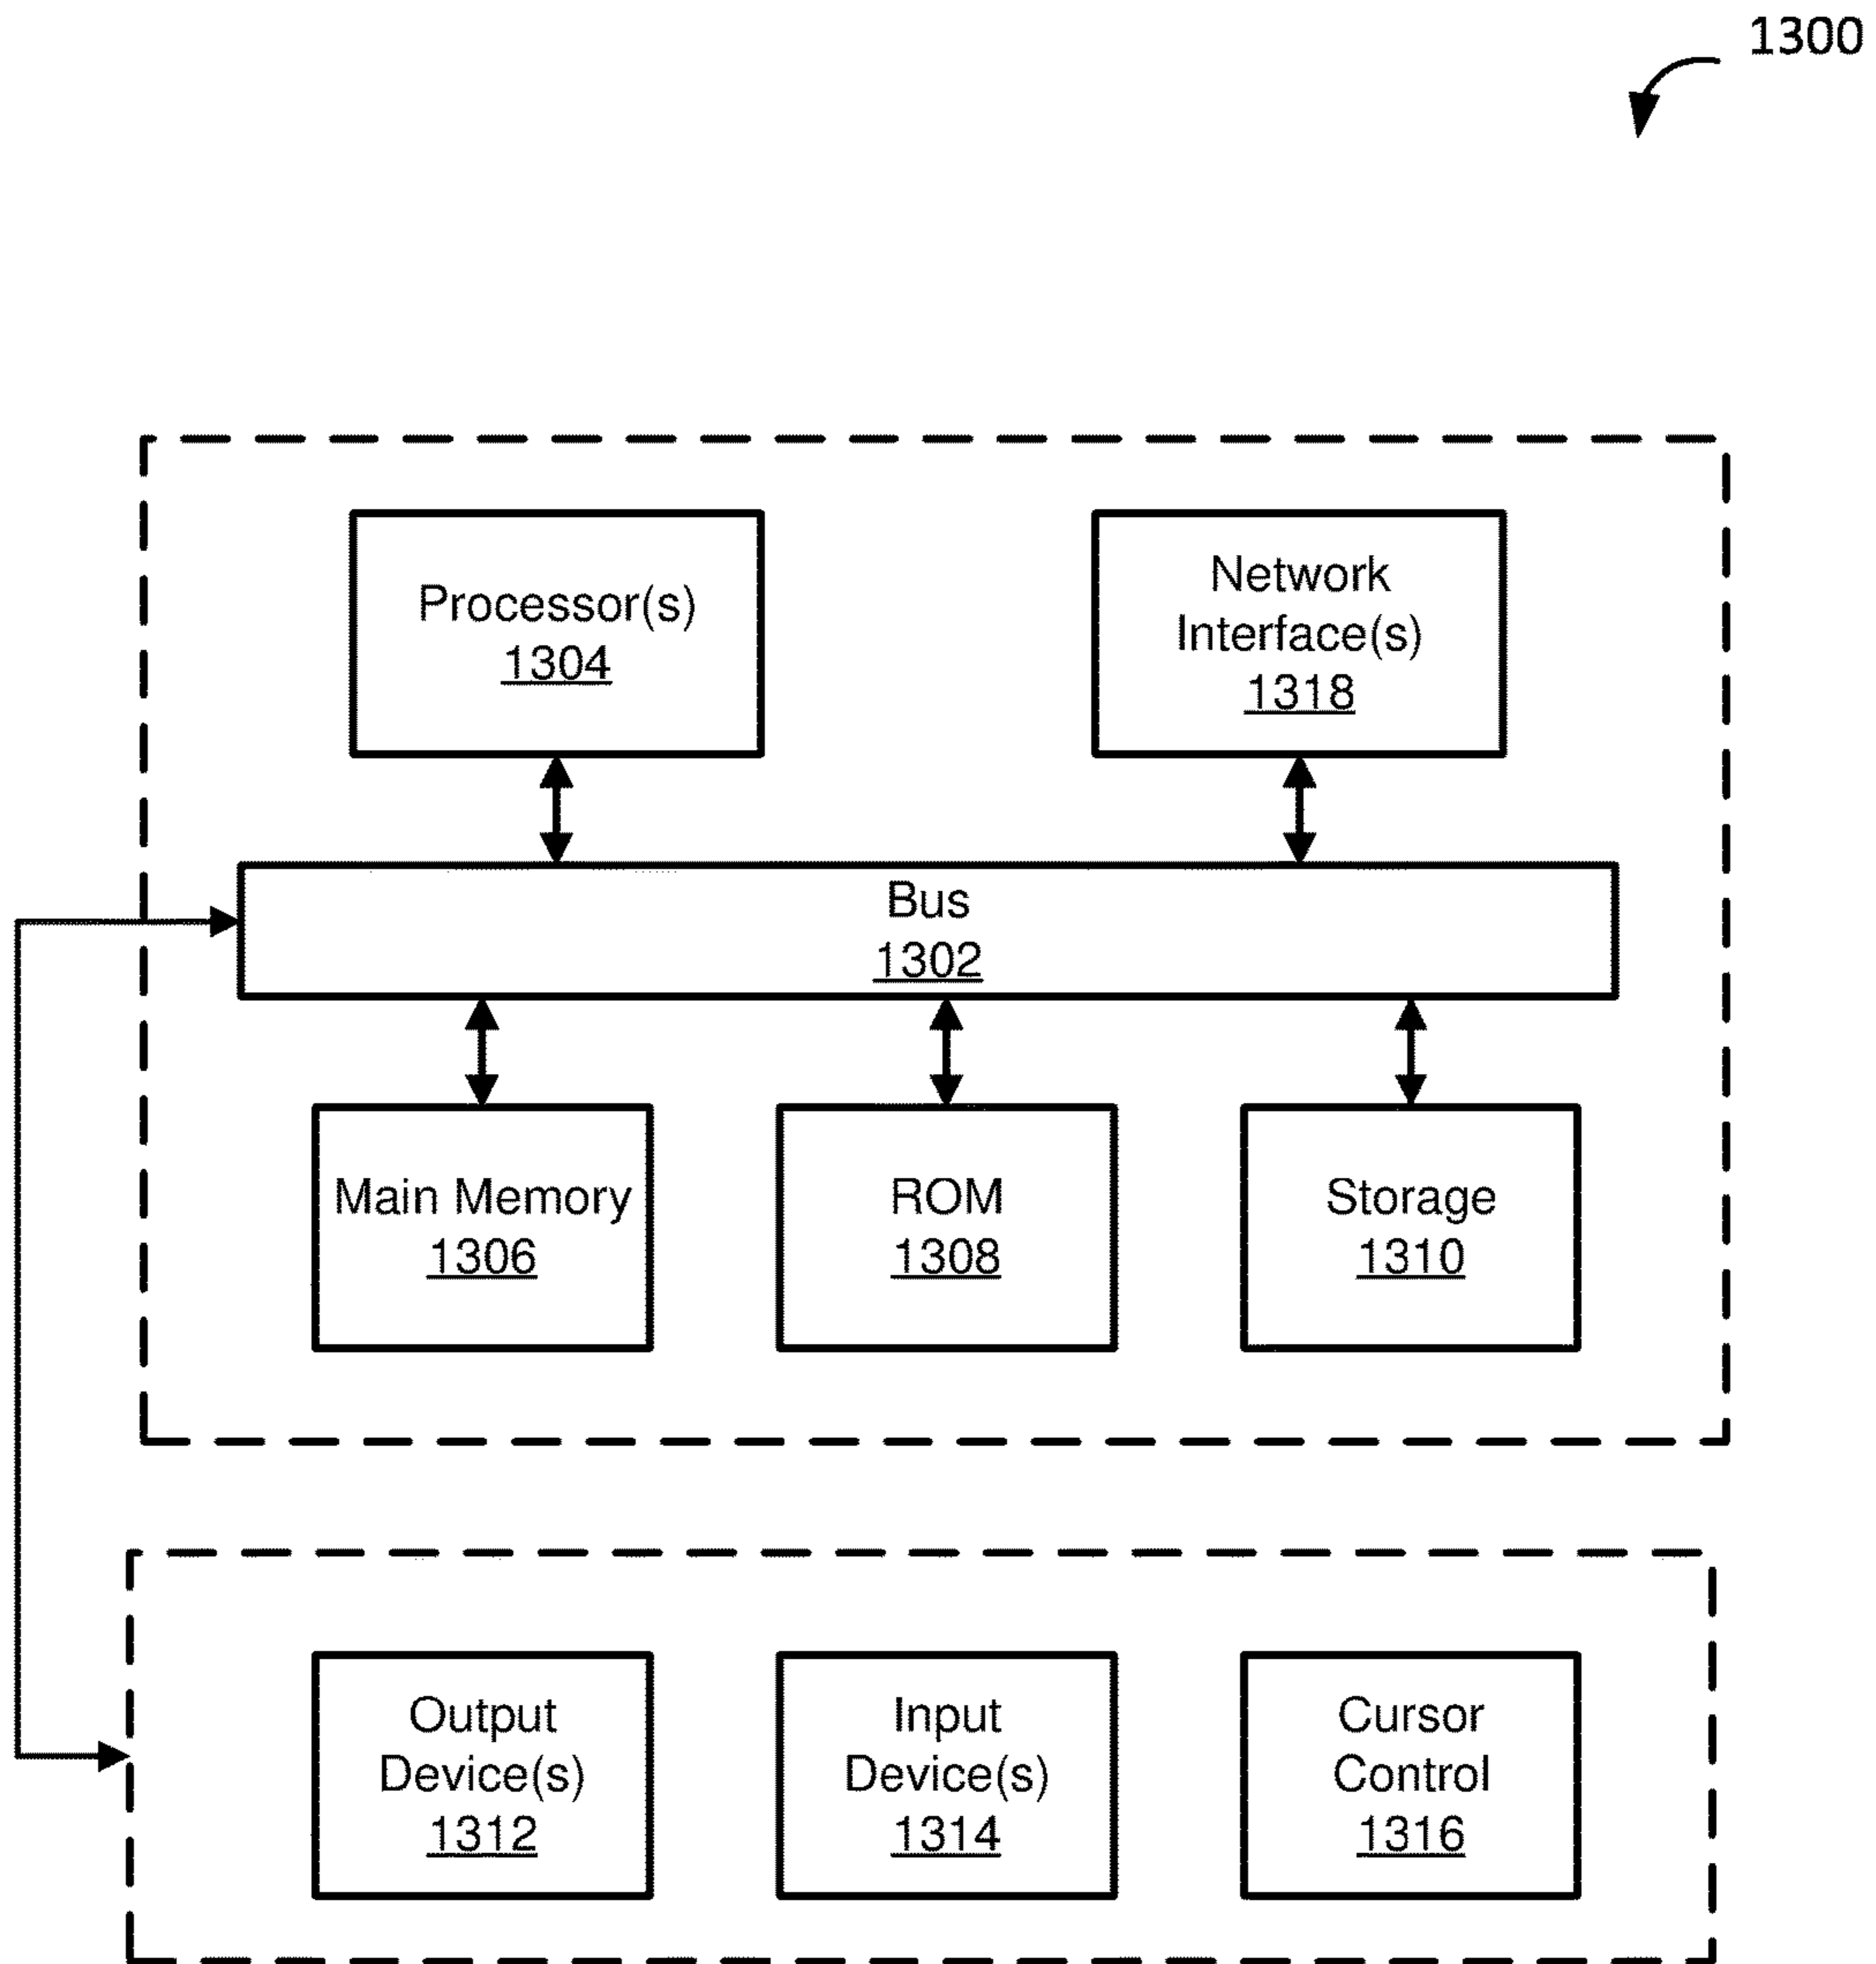 1300
Processor(s)
1304
Network
Interface(s)
1318
Bus
1302
Main Memory
1306
ROM
1308
Storage
1310
Output
Device(s)
1312
Input
Device(s)
1314
Cursor
Control
1316